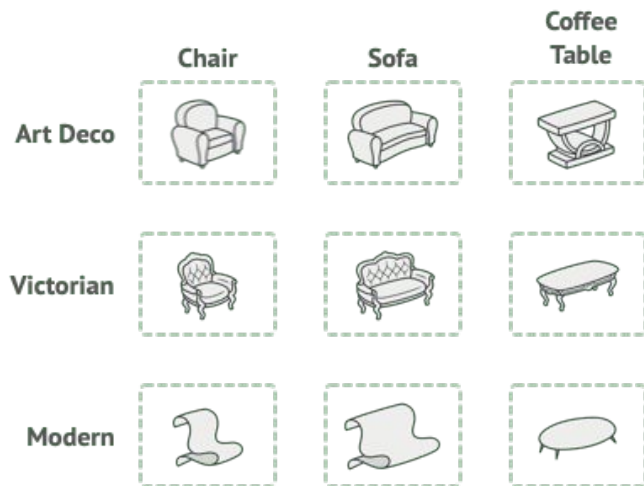 Chair
Sofa
Coffee
Table
Art Deco
Victorian
Modern